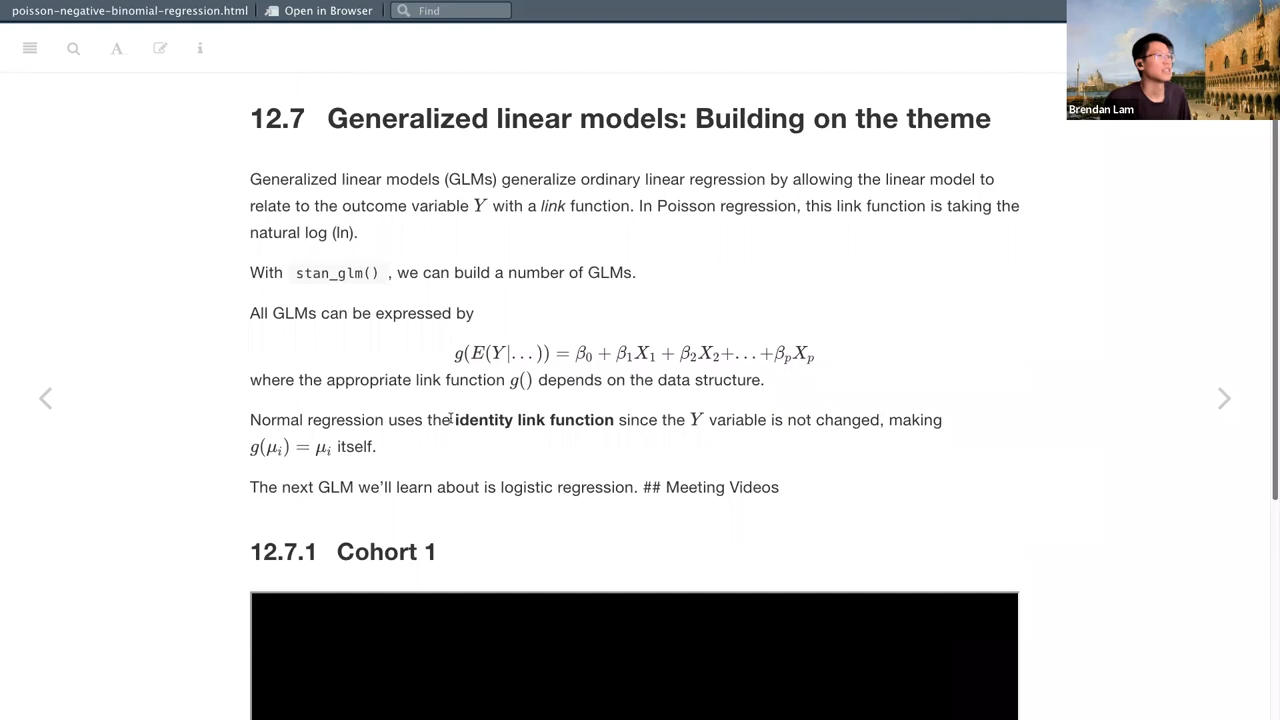 poisson-negative-binomial-regression.html Open in Browser Find
Brendan Lam
12.7 Generalized linear models: Building on the theme
Generalized linear models (GLMs) generalize ordinary linear regression by allowing the linear model to
relate to the outcome variable Y with a link function. In Poisson regression, this link function is taking the
natural log (ln).
With stan_glm() , we can build a number of GLMs.
All GLMs can be expressed by
g(E(Y|...)) = β₀ + β₁X₁ + β₂X₂+...+βₚXₚ
where the appropriate link function g() depends on the data structure.
Normal regression uses the identity link function since the Y variable is not changed, making
g(μᵢ) = μᵢ itself.
The next GLM we'll learn about is logistic regression. ## Meeting Videos
12.7.1 Cohort 1